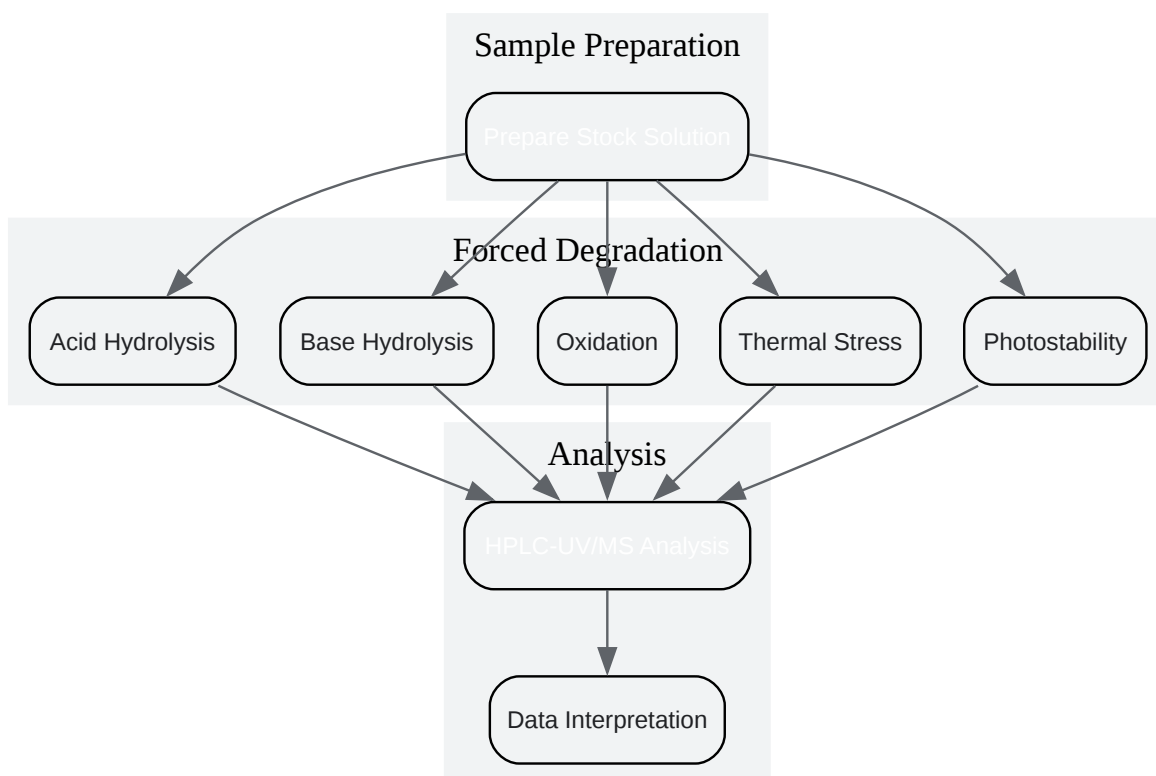 Sample Preparation
Prepare Stock Solution
Forced Degradation
Acid Hydrolysis
Base Hydrolysis
Oxidation
Thermal Stress
Photostability
Analysis
HPLC-UV/MS Analysis
Data Interpretation